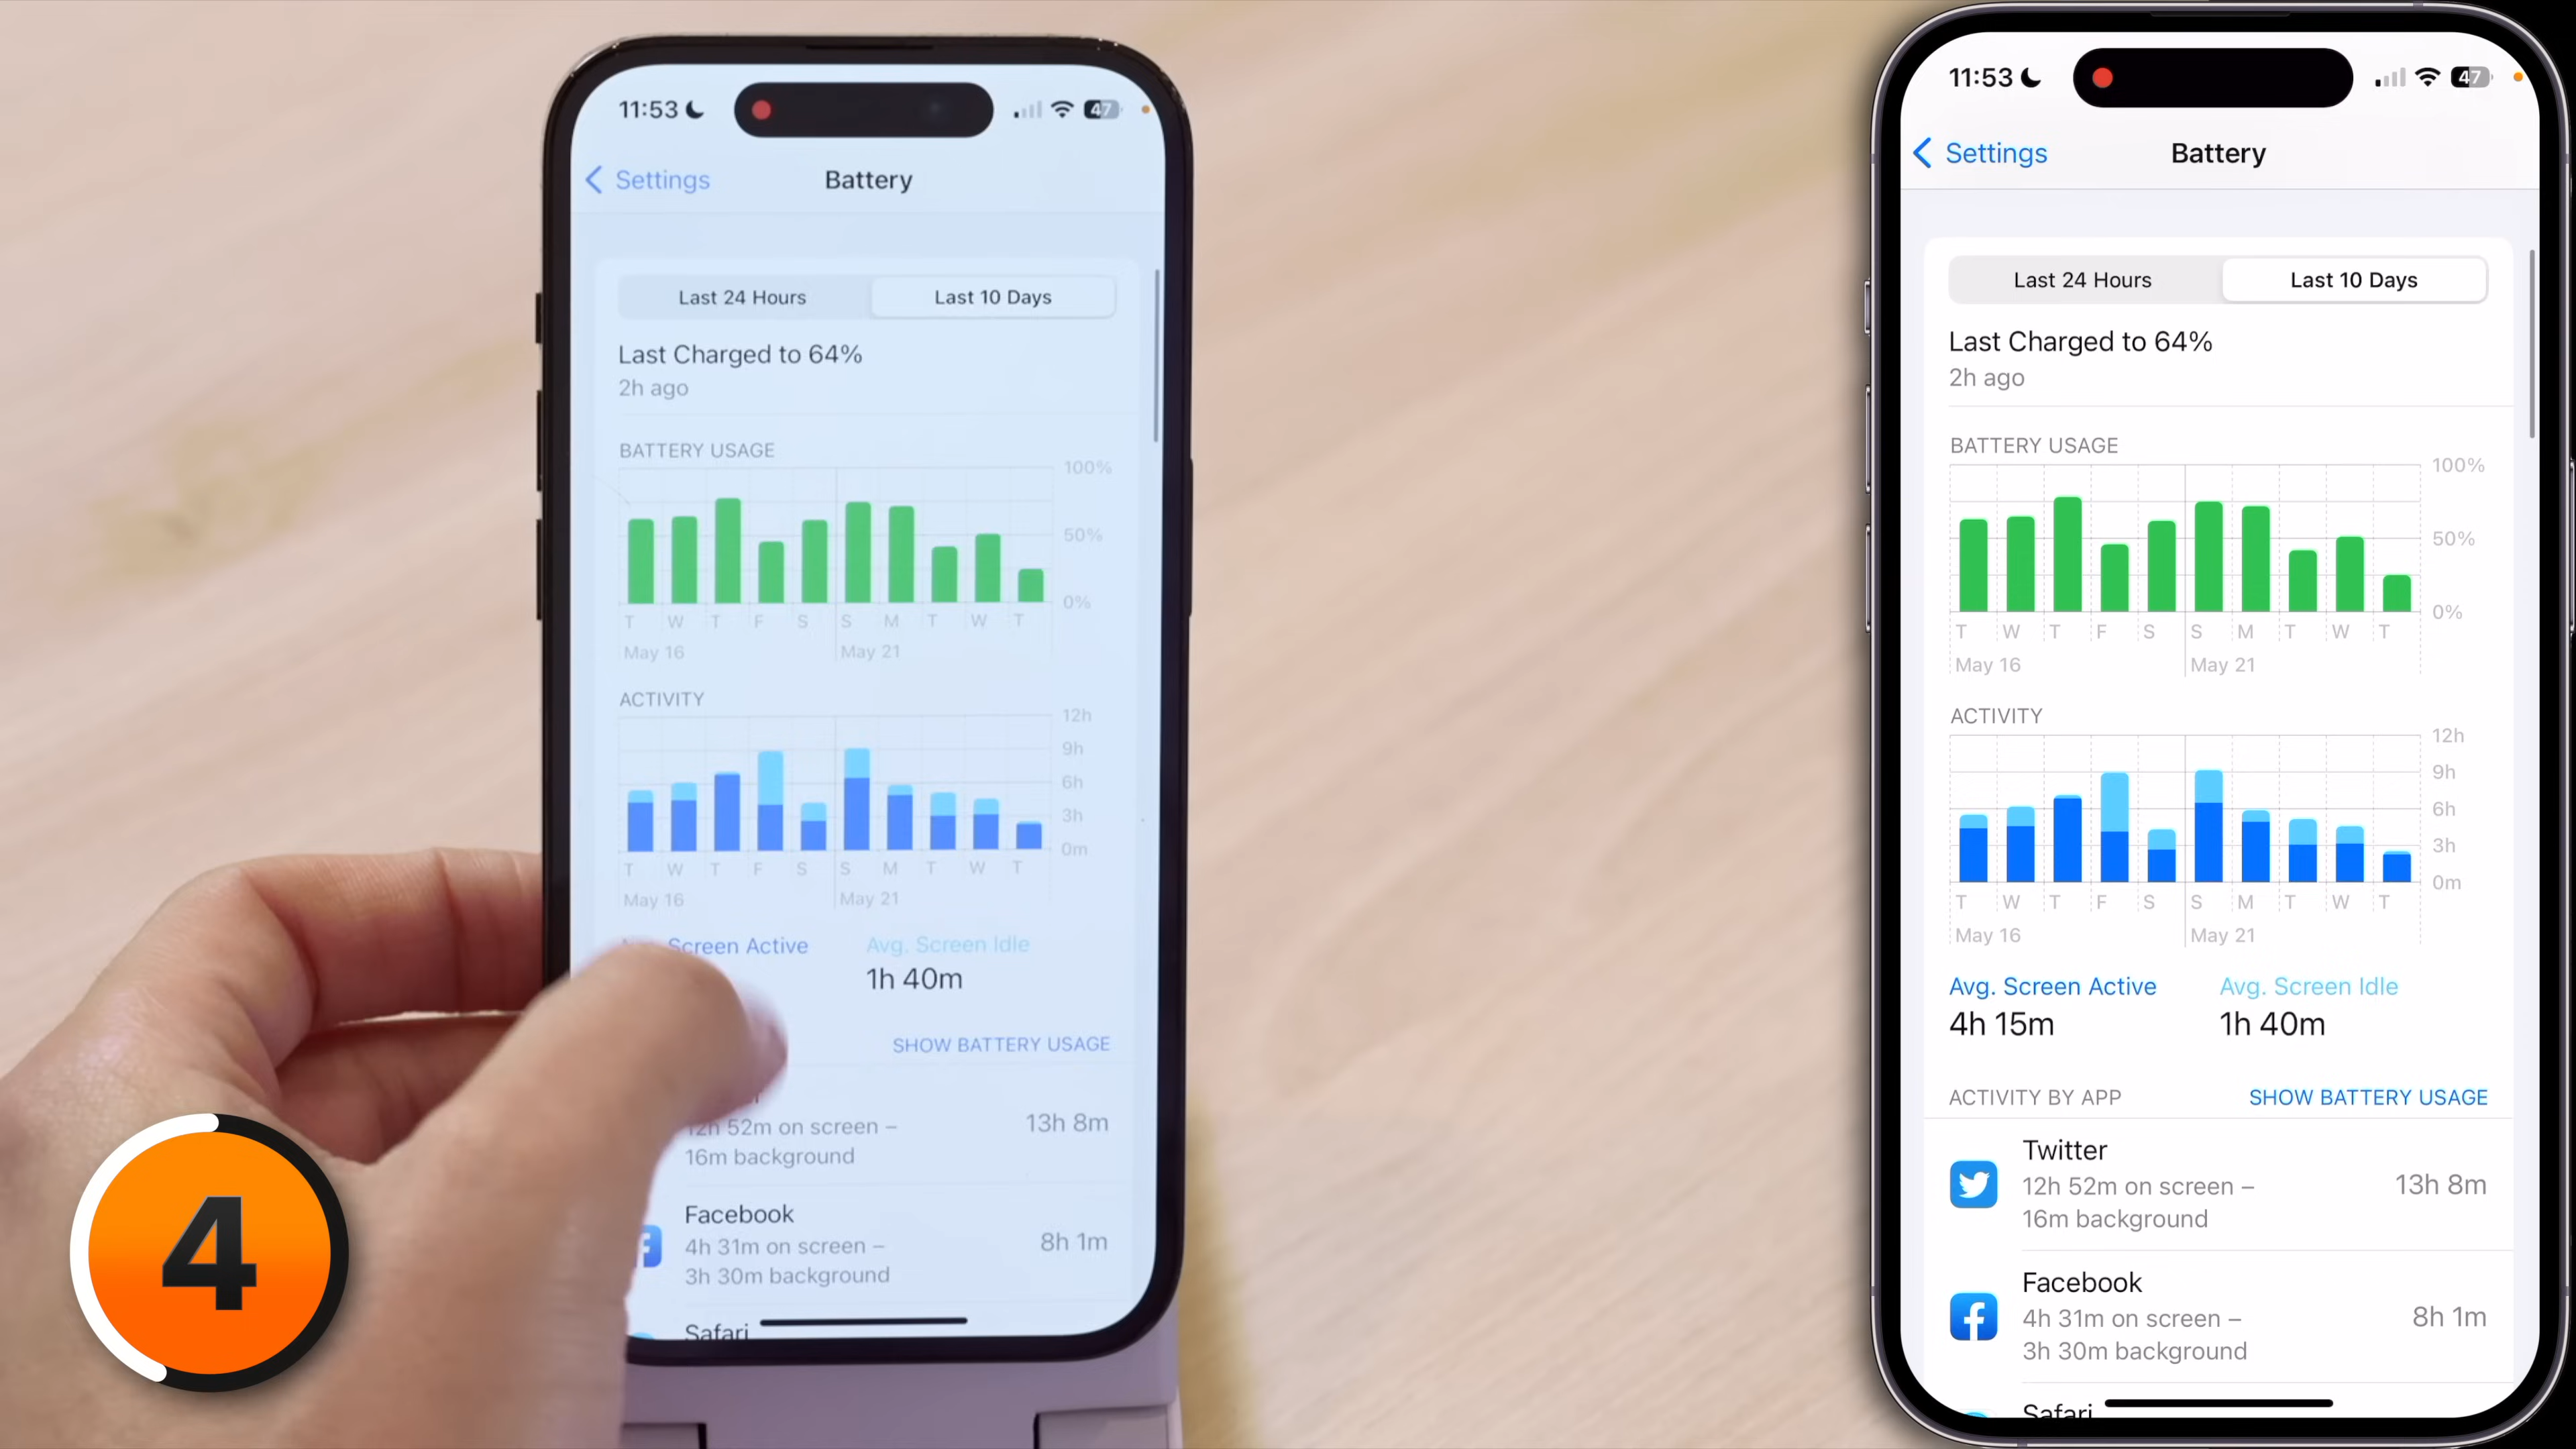 11:53
47
Settings
Battery
Last 24 Hours
Last 10 Days
Last Charged to 64%
2h ago
BATTERY USAGE
100%
50%
0%
T W T F S S M T W T
May 16 May 21
ACTIVITY
12h
9h
6h
3h
0m
T W T F S S M T W T
May 16 May 21
Screen Active
Avg. Screen Idle
1h 40m
SHOW BATTERY USAGE
12h 52m on screen –
16m background
13h 8m
Facebook
4h 31m on screen –
3h 30m background
8h 1m
Safari
4
11:53
47
Settings
Battery
Last 24 Hours
Last 10 Days
Last Charged to 64%
2h ago
BATTERY USAGE
100%
50%
0%
T W T F S S M T W T
May 16 May 21
ACTIVITY
12h
9h
6h
3h
0m
T W T F S S M T W T
May 16 May 21
Avg. Screen Active
4h 15m
Avg. Screen Idle
1h 40m
ACTIVITY BY APP
SHOW BATTERY USAGE
Twitter
12h 52m on screen –
16m background
13h 8m
Facebook
4h 31m on screen –
3h 30m background
8h 1m
Safari